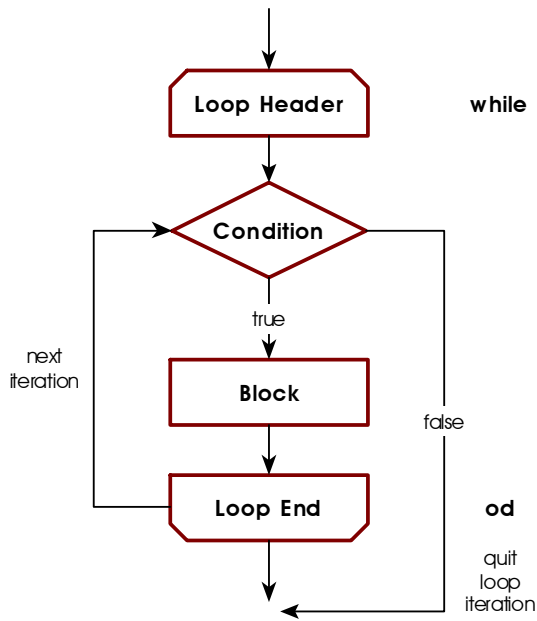 Loop Header
while
Condition
true
next
iteration
Block
false
Loop End
od
quit
loop
iteration